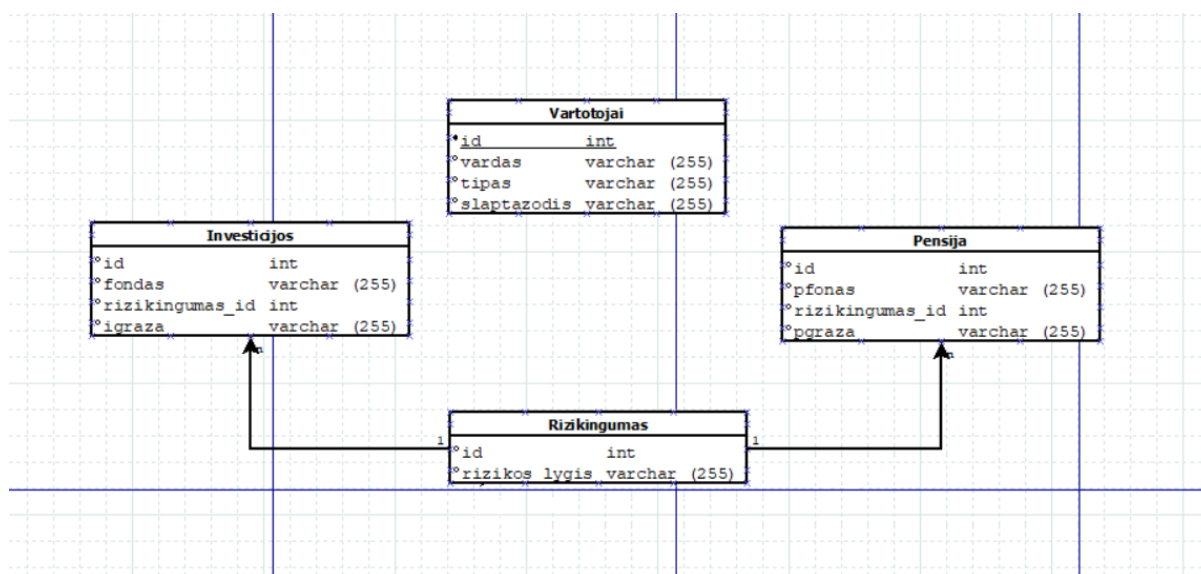 Vartotojai
id int
vardas varchar (255)
tipas varchar (255)
slaptazodis varchar (255)
Investicijos
id int
fondas varchar (255)
rizikingumas_id int
igraza varchar (255)
Pensija
id int
pfonas varchar (255)
rizikingumas_id int
pgraza varchar (255)
n
n
1
1
Rizikingumas
id int
rizikos_lygis varchar (255)